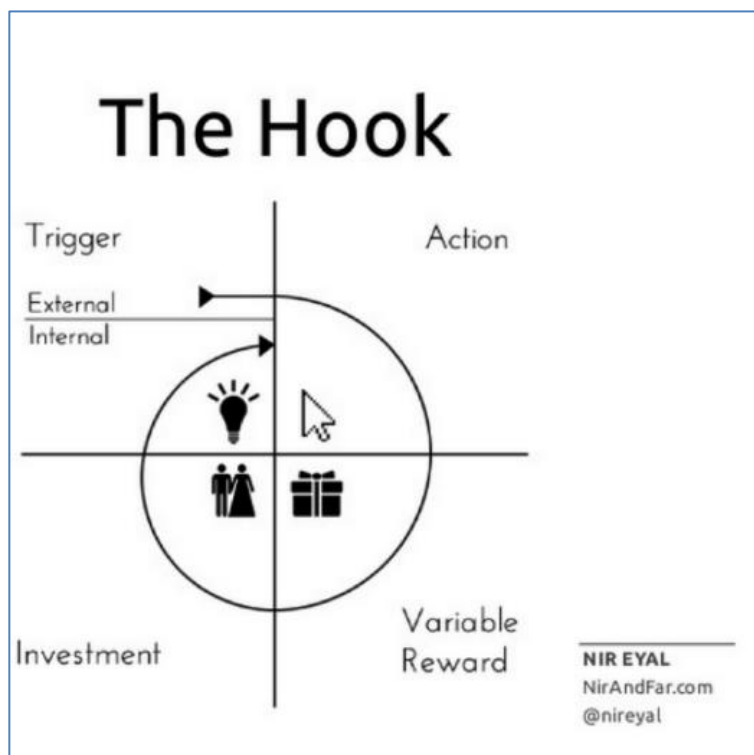 The Hook
Trigger
Action
External
Internal
Investment
Variable
Reward
NIR EYAL
NirAndFar.com
@nireyal